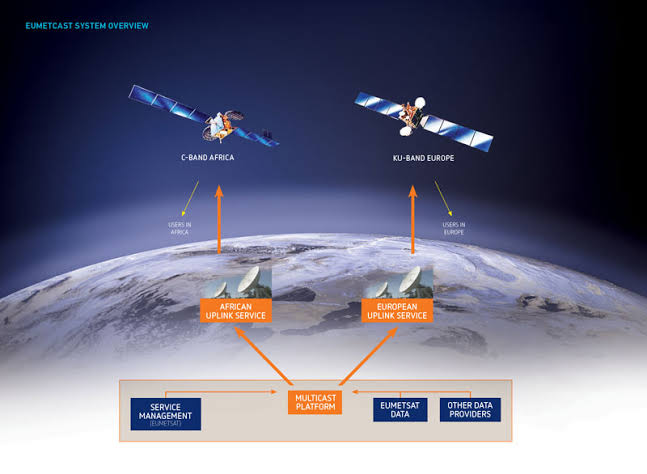 EUMETCAST SYSTEM OVERVIEW
C-BAND AFRICA
KU-BAND EUROPE
USERS IN
AFRICA
USERS IN
EUROPE
AFRICAN
UPLINK SERVICE
EUROPEAN
UPLINK SERVICE
SERVICE
MANAGEMENT
(EUMETSAT)
MULTICAST
PLATFORM
EUMETSAT
DATA
OTHER DATA
PROVIDERS